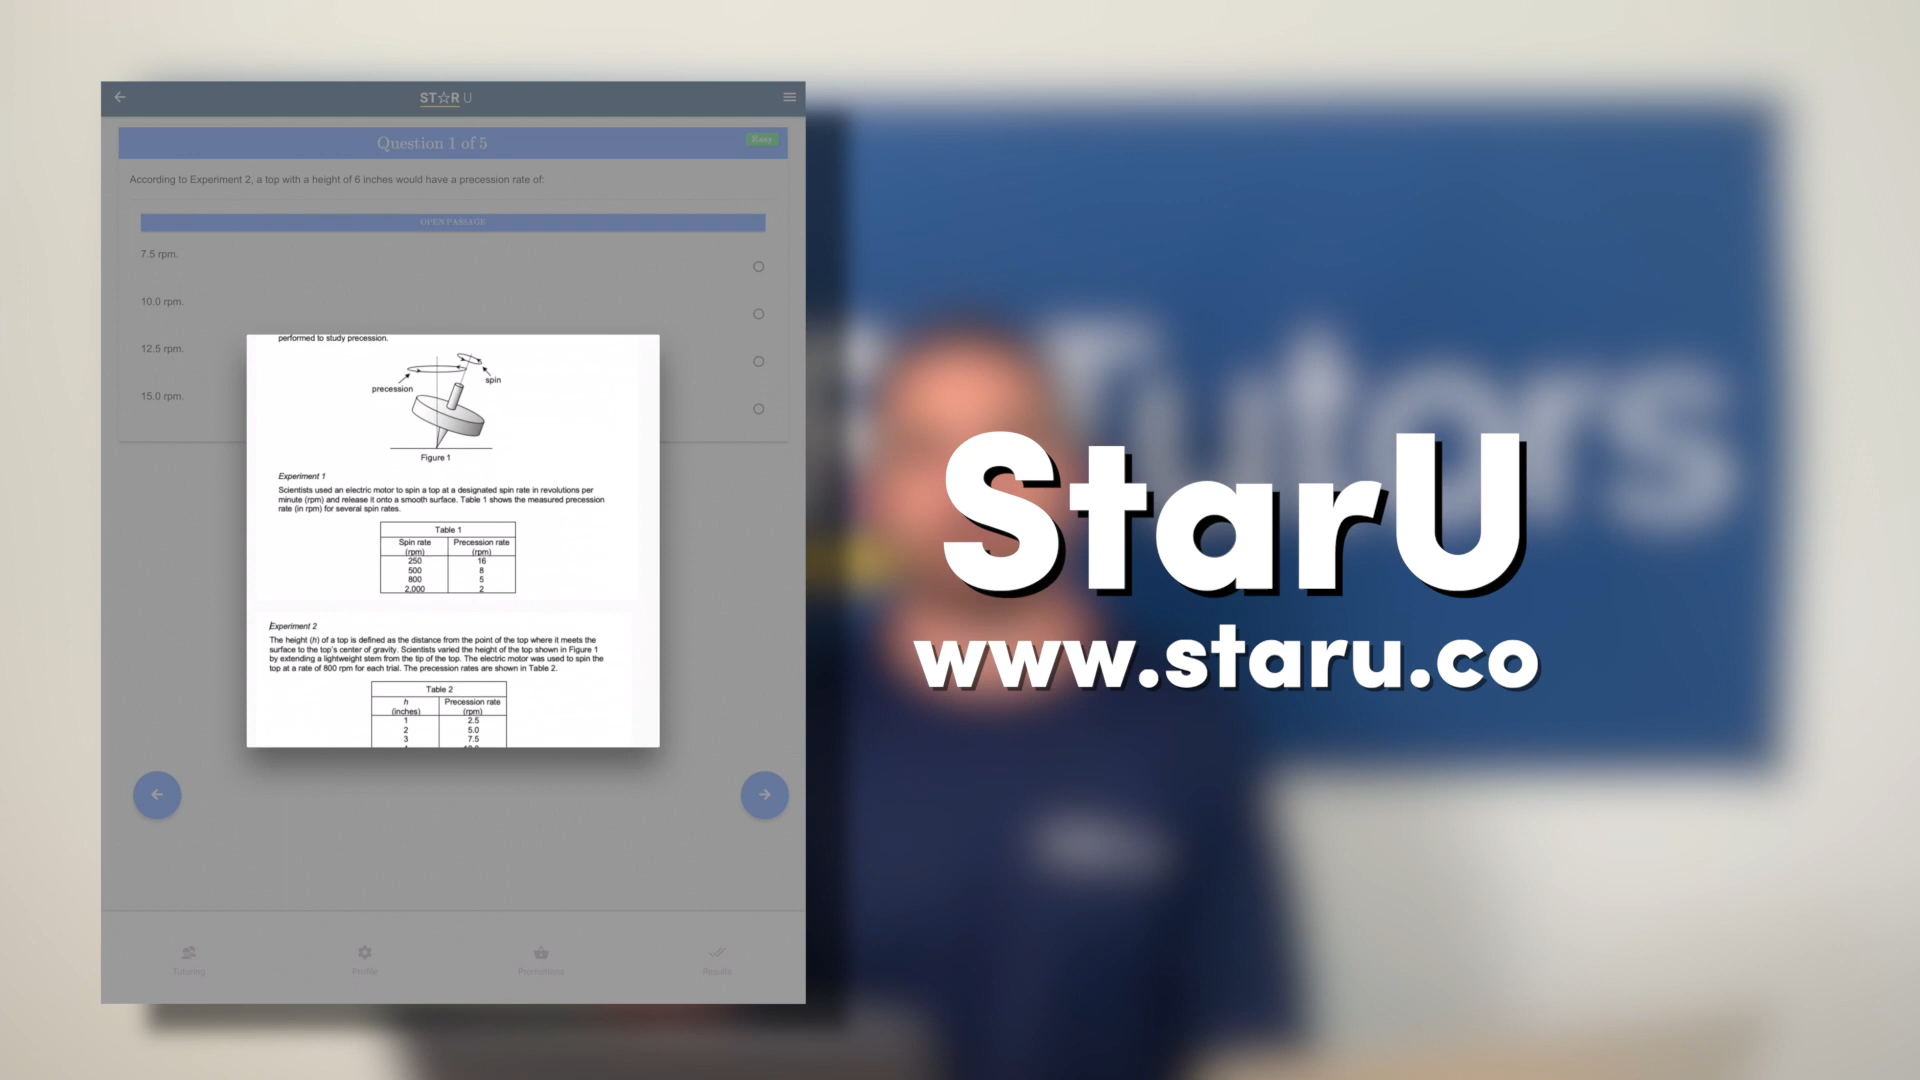 ST☆R U
Question 1 of 5
Easy
According to Experiment 2, a top with a height of 6 inches would have a precession rate of:
OPEN PASSAGE
7.5 rpm.
10.0 rpm.
12.5 rpm.
15.0 rpm.
performed to study precession.
spin
precession
Figure 1
Experiment 1
Scientists used an electric motor to spin a top at a designated spin rate in revolutions per
minute (rpm) and release it onto a smooth surface. Table 1 shows the measured precession
rate (in rpm) for several spin rates.
Table 1
Spin rate Precession rate
(rpm) (rpm)
250 16
500 8
800 5
2,000 2
Experiment 2
The height (h) of a top is defined as the distance from the point of the top where it meets the
surface to the top's center of gravity. Scientists varied the height of the top shown in Figure 1
by extending a lightweight stem from the tip of the top. The electric motor was used to spin the
top at a rate of 800 rpm for each trial. The precession rates are shown in Table 2.
Table 2
h Precession rate
(inches) (rpm)
1 2.5
2 5.0
3 7.5
Tutoring
Profile
Promotions
Results
Tutors
StarU
www.staru.co